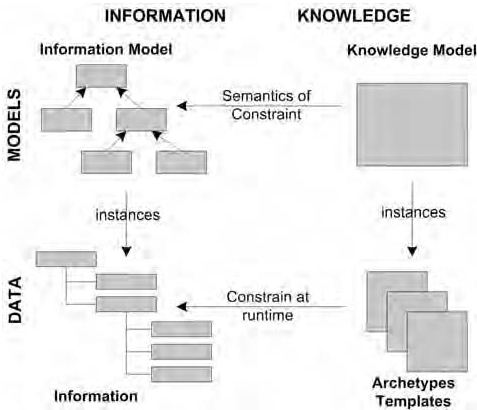 INFORMATION KNOWLEDGE
Information Model
Knowledge Model
MODELS
Semantics of
Constraint
instances
instances
DATA
Constrain at
runtime
Information
Archetypes
Templates